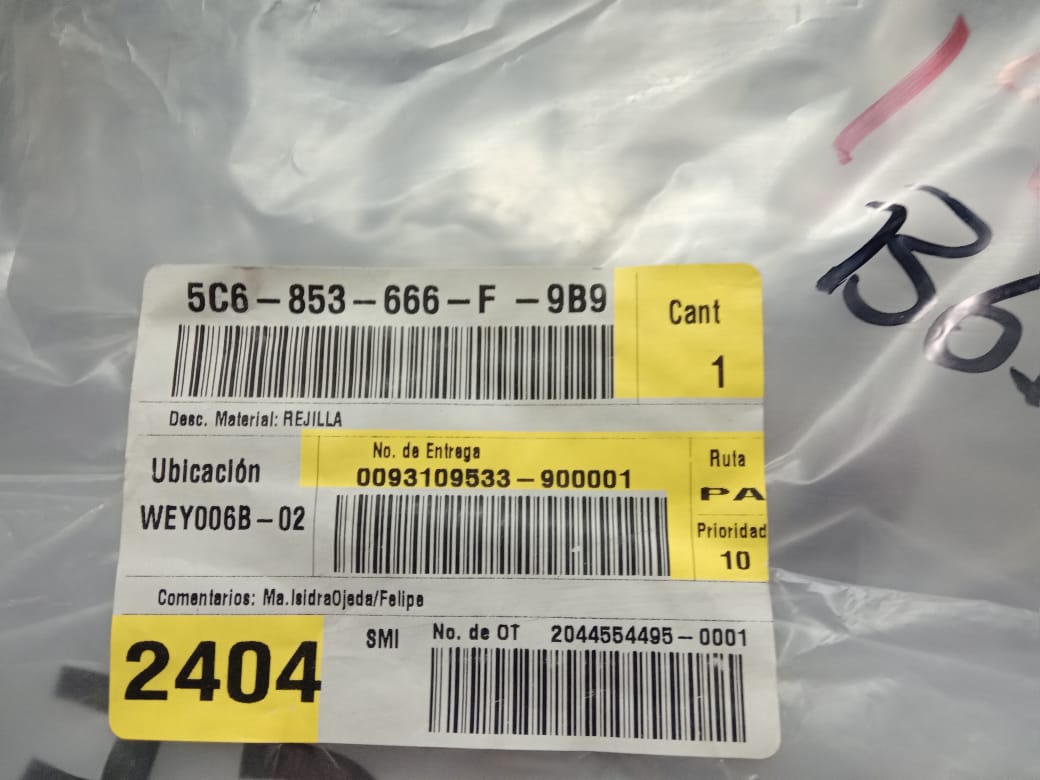 5C6-853-666-F -9B9
Cant
1
Desc. Material: REJILLA
Ubicación
No. de Entrega
0093109533-900001
Ruta
PA
WEY006B-02
Prioridad
10
Comentarios: Ma.IsidraOjeda/Felipe
2404
SMI
No. de OT 2044554495-0001